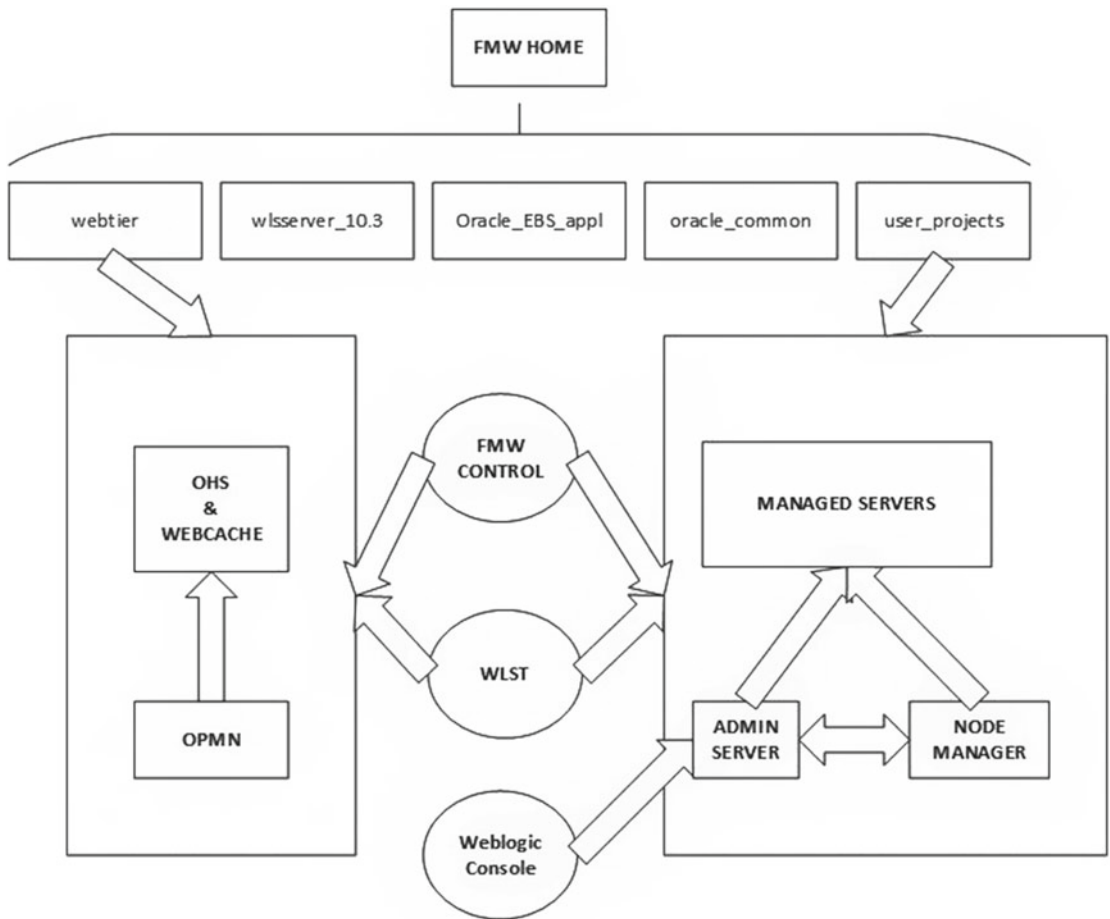 FMW HOME
webtier
wlsserver_10.3
Oracle_EBS_appl
oracle_common
user_projects
FMW
CONTROL
OHS
&
WEBCACHE
MANAGED SERVERS
WLST
OPMN
ADMIN
SERVER
NODE
MANAGER
Weblogic
Console